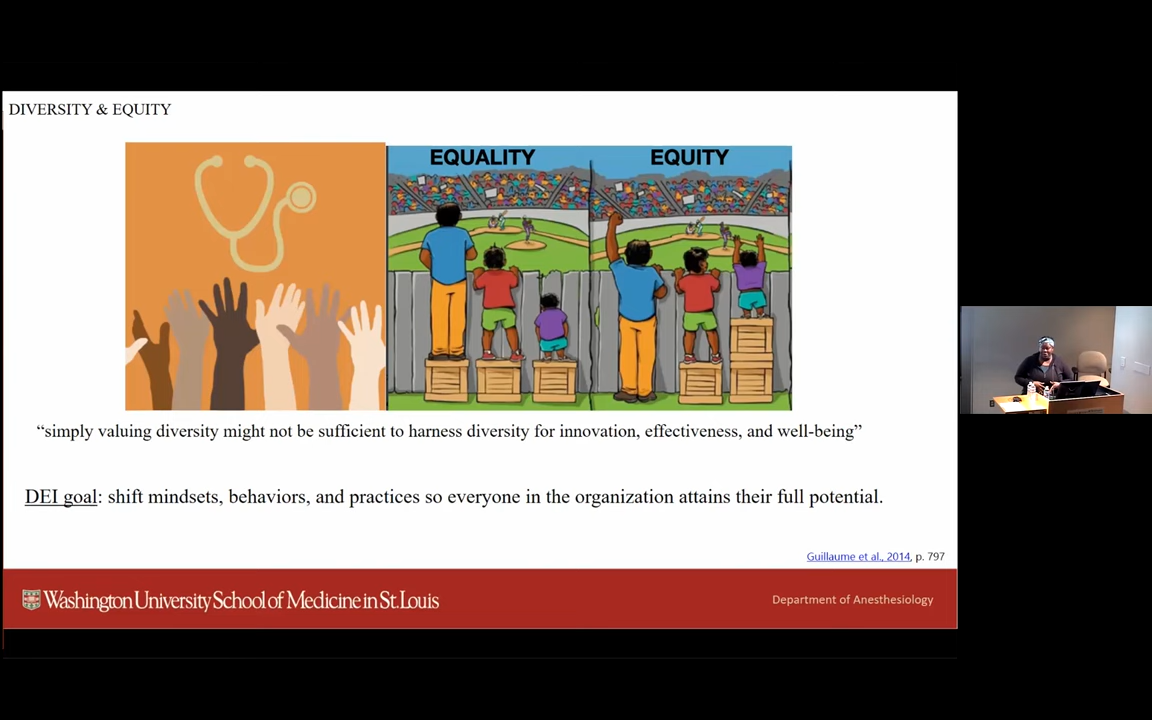 DIVERSITY & EQUITY
EQUALITY
EQUITY
“simply valuing diversity might not be sufficient to harness diversity for innovation, effectiveness, and well-being”
DEI goal: shift mindsets, behaviors, and practices so everyone in the organization attains their full potential.
Guillaume et al., 2014, p. 797
Washington University School of Medicine in St. Louis
Department of Anesthesiology